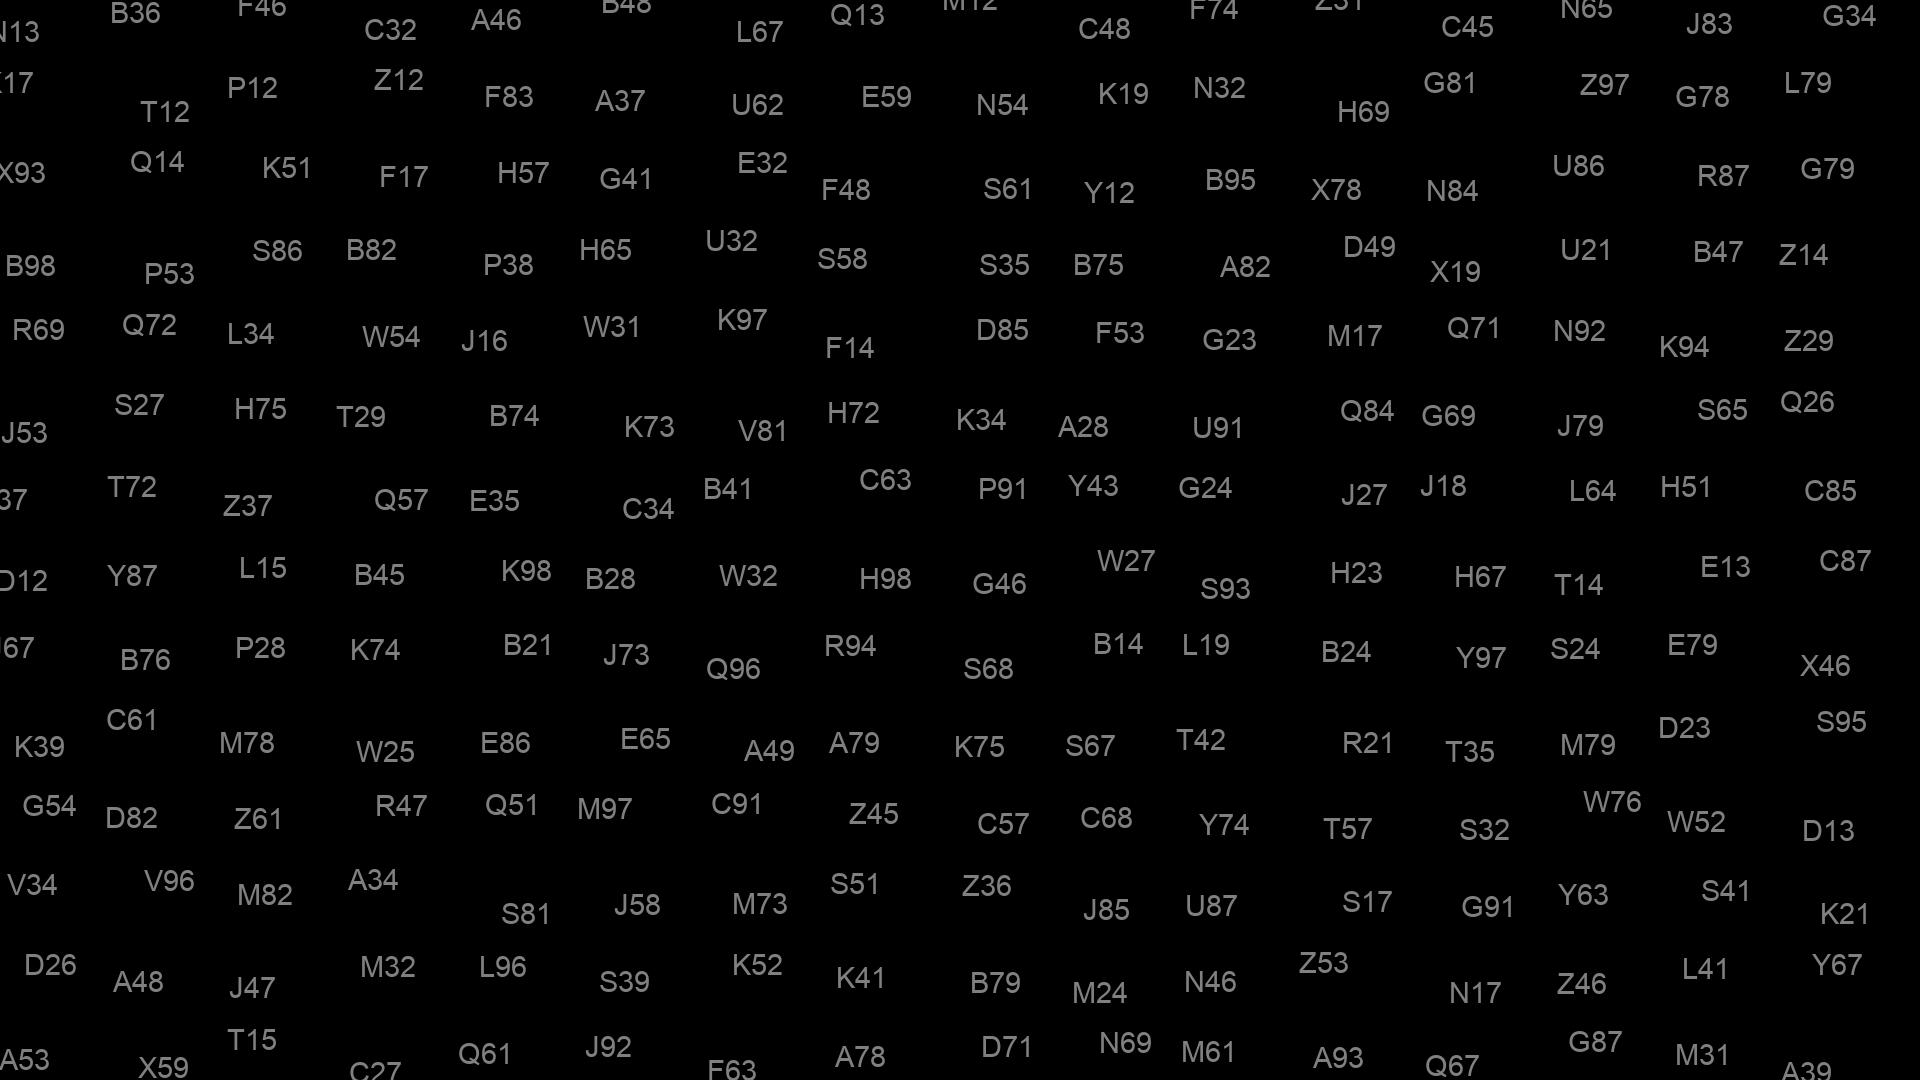 N13 B36 F46 C32 A46 B48 L67 Q13 M12 C48 F74 Z31 C45 N65 J83 G34
T12 P12 Z12 F83 A37 U62 E59 N54 K19 N32 H69 G81 Z97 G78 L79
X93 Q14 K51 F17 H57 G41 E32 F48 S61 Y12 B95 X78 N84 U86 R87 G79
B98 P53 S86 B82 P38 H65 U32 S58 S35 B75 A82 D49 X19 U21 B47 Z14
R69 Q72 L34 W54 J16 W31 K97 F14 D85 F53 G23 M17 Q71 N92 K94 Z29
J53 S27 H75 T29 B74 K73 V81 H72 K34 A28 U91 Q84 G69 J79 S65 Q26
37 T72 Z37 Q57 E35 C34 B41 C63 P91 Y43 G24 J27 J18 L64 H51 C85
D12 Y87 L15 B45 K98 B28 W32 H98 G46 W27 S93 H23 H67 T14 E13 C87
67 B76 P28 K74 B21 J73 Q96 R94 S68 B14 L19 B24 Y97 S24 E79 X46
K39 C61 M78 W25 E86 E65 A49 A79 K75 S67 T42 R21 T35 M79 D23 S95
G54 D82 Z61 R47 Q51 M97 C91 Z45 C57 C68 Y74 T57 S32 W76 W52 D13
V34 V96 M82 A34 S81 J58 M73 S51 Z36 J85 U87 S17 G91 Y63 S41 K21
D26 A48 J47 M32 L96 S39 K52 K41 B79 M24 N46 Z53 N17 Z46 L41 Y67
A53 X59 T15 C27 Q61 J92 F63 A78 D71 N69 M61 A93 Q67 G87 M31 A39